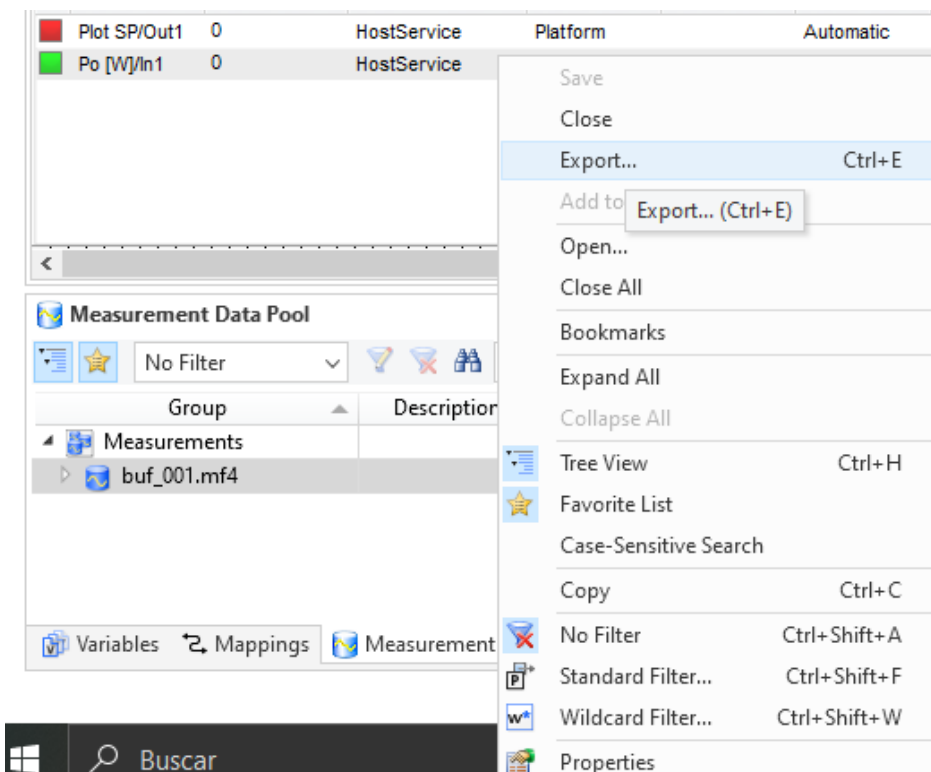 Plot SP/Out1 0 HostService Platform Automatic
Po [W]/In1 0 HostService
Save
Close
Export... Ctrl+E
Add to
Export... (Ctrl+E)
Open...
Close All
Bookmarks
Expand All
Collapse All
Tree View Ctrl+H
Favorite List
Case-Sensitive Search
Copy Ctrl+C
No Filter Ctrl+Shift+A
Standard Filter... Ctrl+Shift+F
Wildcard Filter... Ctrl+Shift+W
Properties
Measurement Data Pool
No Filter
Group Description
Measurements
buf_001.mf4
Variables Mappings Measurement
Buscar